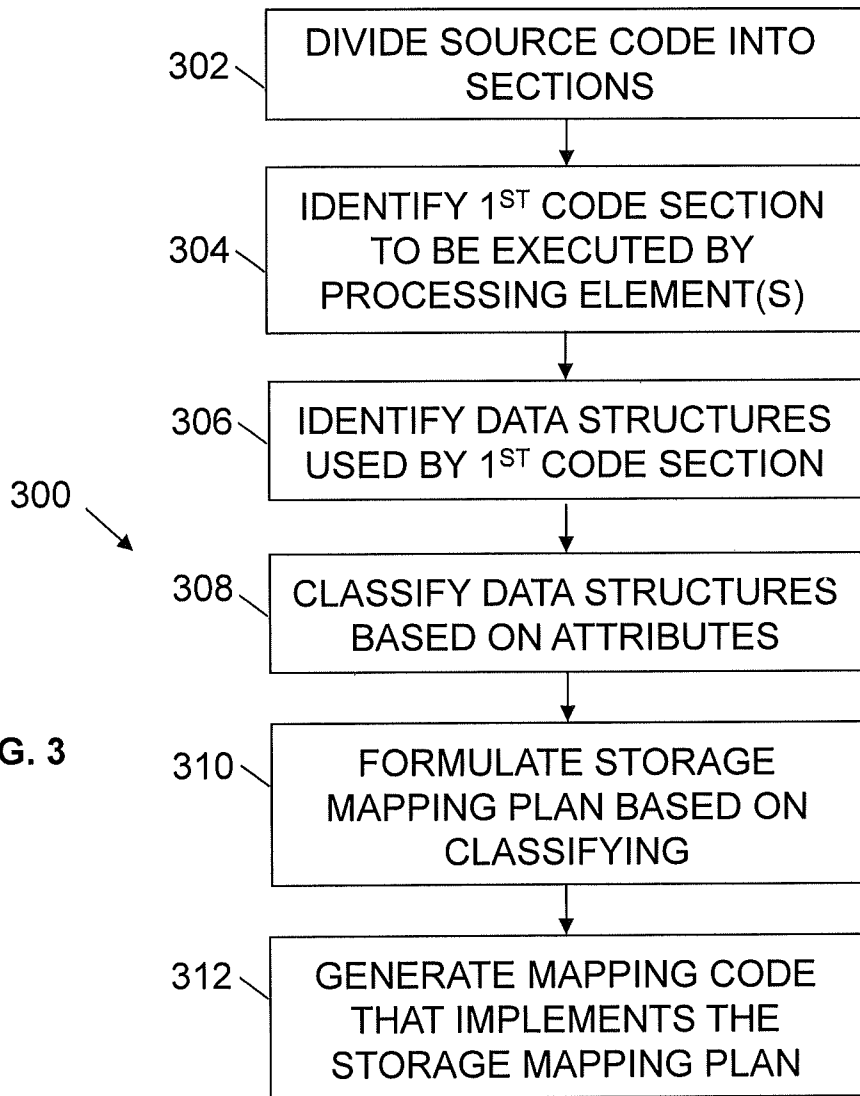 302
DIVIDE SOURCE CODE INTO
SECTIONS
304
IDENTIFY 1ST CODE SECTION
TO BE EXECUTED BY
PROCESSING ELEMENT(S)
306
IDENTIFY DATA STRUCTURES
USED BY 1ST CODE SECTION
300
308
CLASSIFY DATA STRUCTURES
BASED ON ATTRIBUTES
G. 3
310
FORMULATE STORAGE
MAPPING PLAN BASED ON
CLASSIFYING
312
GENERATE MAPPING CODE
THAT IMPLEMENTS THE
STORAGE MAPPING PLAN